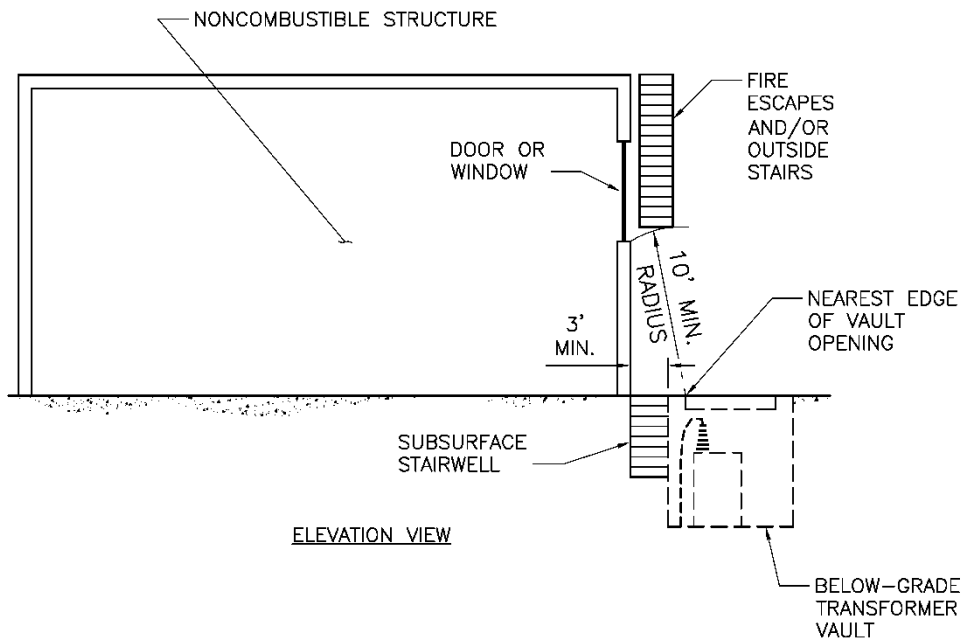 NONCOMBUSTIBLE STRUCTURE
FIRE
ESCAPES
AND/OR
OUTSIDE
STAIRS
DOOR OR
WINDOW
10' MIN.
RADIUS
3'
MIN.
NEAREST EDGE
OF VAULT
OPENING
SUBSURFACE
STAIRWELL
ELEVATION VIEW
BELOW-GRADE
TRANSFORMER
VAULT